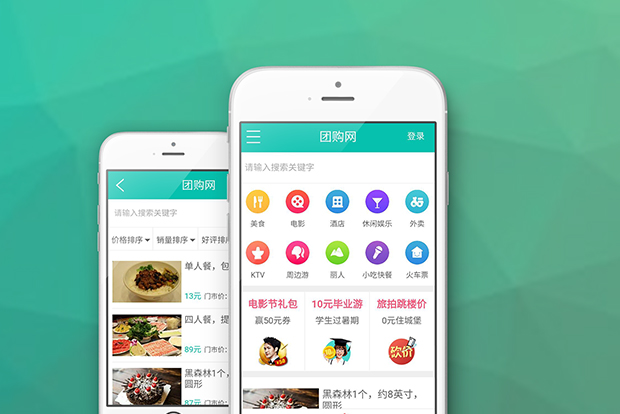 团购网
请输入搜索关键字
价格排序 销量排序 好评排
单人餐，包
13元 门市价：
四人餐，提
89元 门市价：
黑森林1个，
圆形
87元
团购网
登录
请输入搜索关键字
美食 电影 酒店 休闲娱乐 外卖
KTV 周边游 丽人 小吃快餐 火车票
电影节礼包 10元毕业游 旅拍跳楼价
赢50元券 学生过暑期 0元住城堡
砍价
黑森林1个，约8英寸，
圆形